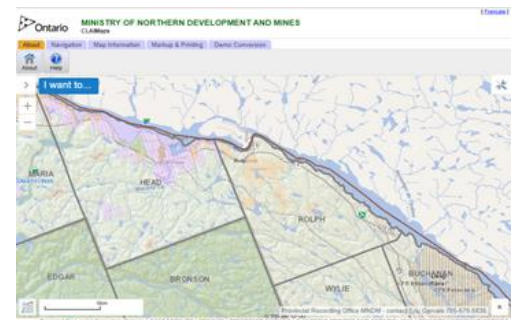 [ Français ]
Ontario
MINISTRY OF NORTHERN DEVELOPMENT AND MINES
CLAIMaps
About Navigation Map Information Markup & Printing Demo Conversion
About Help
I want to...
MARIA
HEAD
ROLPH
BUCHANAN
EDGAR
BRONSON
WYLIE
Provincial Recording Office MNDM - contact